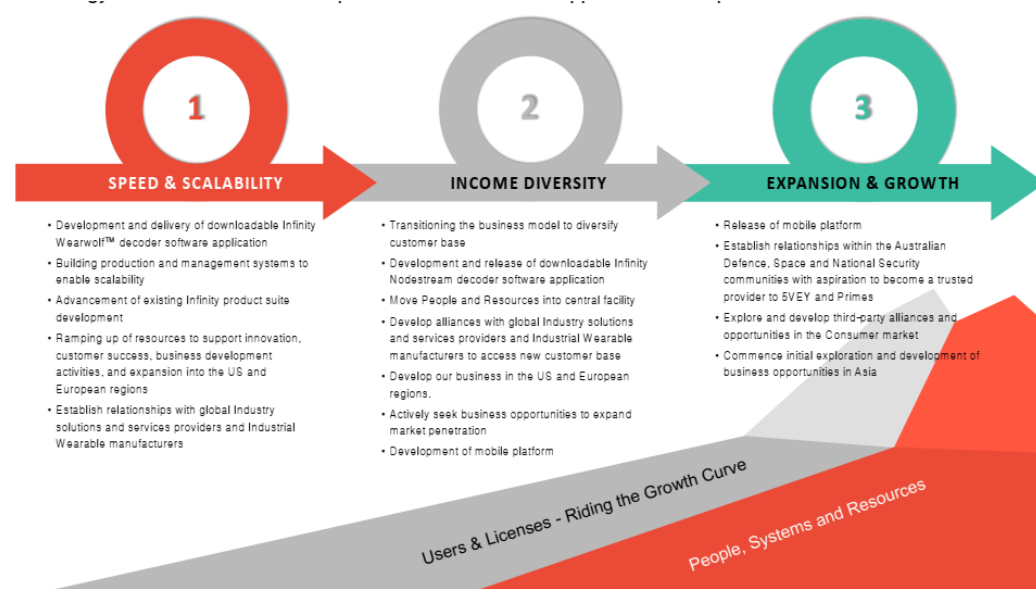 1
SPEED & SCALABILITY
• Development and delivery of downloadable Infinity
Wearwolf™ decoder software application
• Building production and management systems to
enable scalability
• Advancement of existing Infinity product suite
development
• Ramping up of resources to support innovation,
customer success, business development
activities, and expansion into the US and
European regions
• Establish relationships with global Industry
solutions and services providers and Industrial
Wearable manufacturers
2
INCOME DIVERSITY
• Transitioning the business model to diversify
customer base
• Development and release of downloadable Infinity
Nodestream decoder software application
• Move People and Resources into central facility
• Develop alliances with global Industry solutions
and services providers and Industrial Wearable
manufacturers to access new customer base
• Develop our business in the US and European
regions.
• Actively seek business opportunities to expand
market penetration
• Development of mobile platform
3
EXPANSION & GROWTH
• Release of mobile platform
• Establish relationships within the Australian
Defence, Space and National Security
communities with aspiration to become a trusted
provider to 5VEY and Primes
• Explore and develop third-party alliances and
opportunities in the Consumer market
• Commence initial exploration and development of
business opportunities in Asia
Users & Licenses - Riding the Growth Curve
People, Systems and Resources